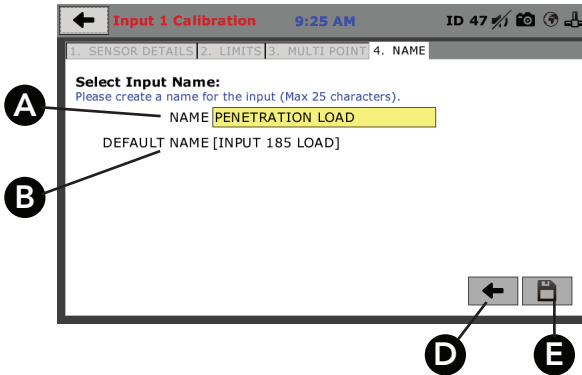 Input 1 Calibration 9:25 AM ID 47
1. SENSOR DETAILS 2. LIMITS 3. MULTI POINT 4. NAME
Select Input Name:
Please create a name for the input (Max 25 characters).
A
NAME PENETRATION LOAD
DEFAULT NAME [INPUT 185 LOAD]
B
D E